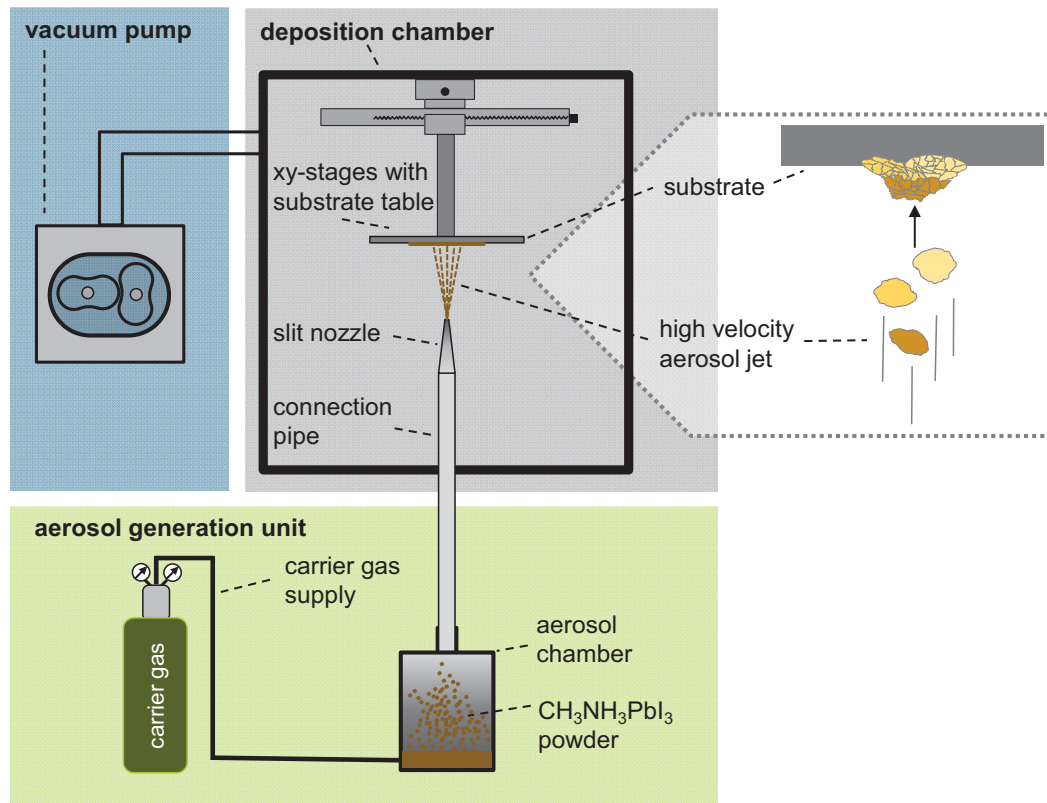 vacuum pump
deposition chamber
xy-stages with
substrate table
substrate
slit nozzle
high velocity
aerosol jet
connection
pipe
aerosol generation unit
carrier gas
supply
carrier gas
aerosol
chamber
CH₃NH₃PbI₃
powder